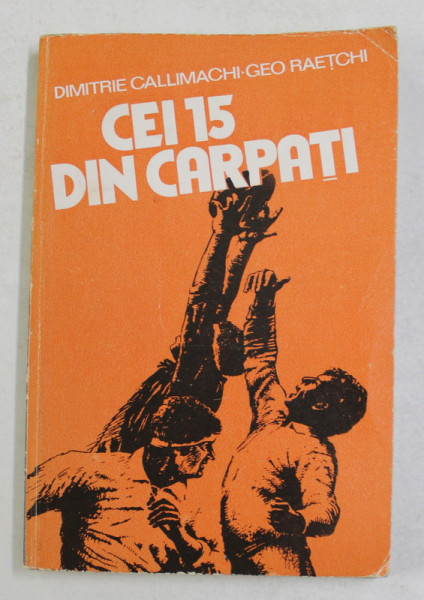 DIMITRIE CALLIMACHI·GEO RAEȚCHI
CEI 15
DIN CARPAȚI